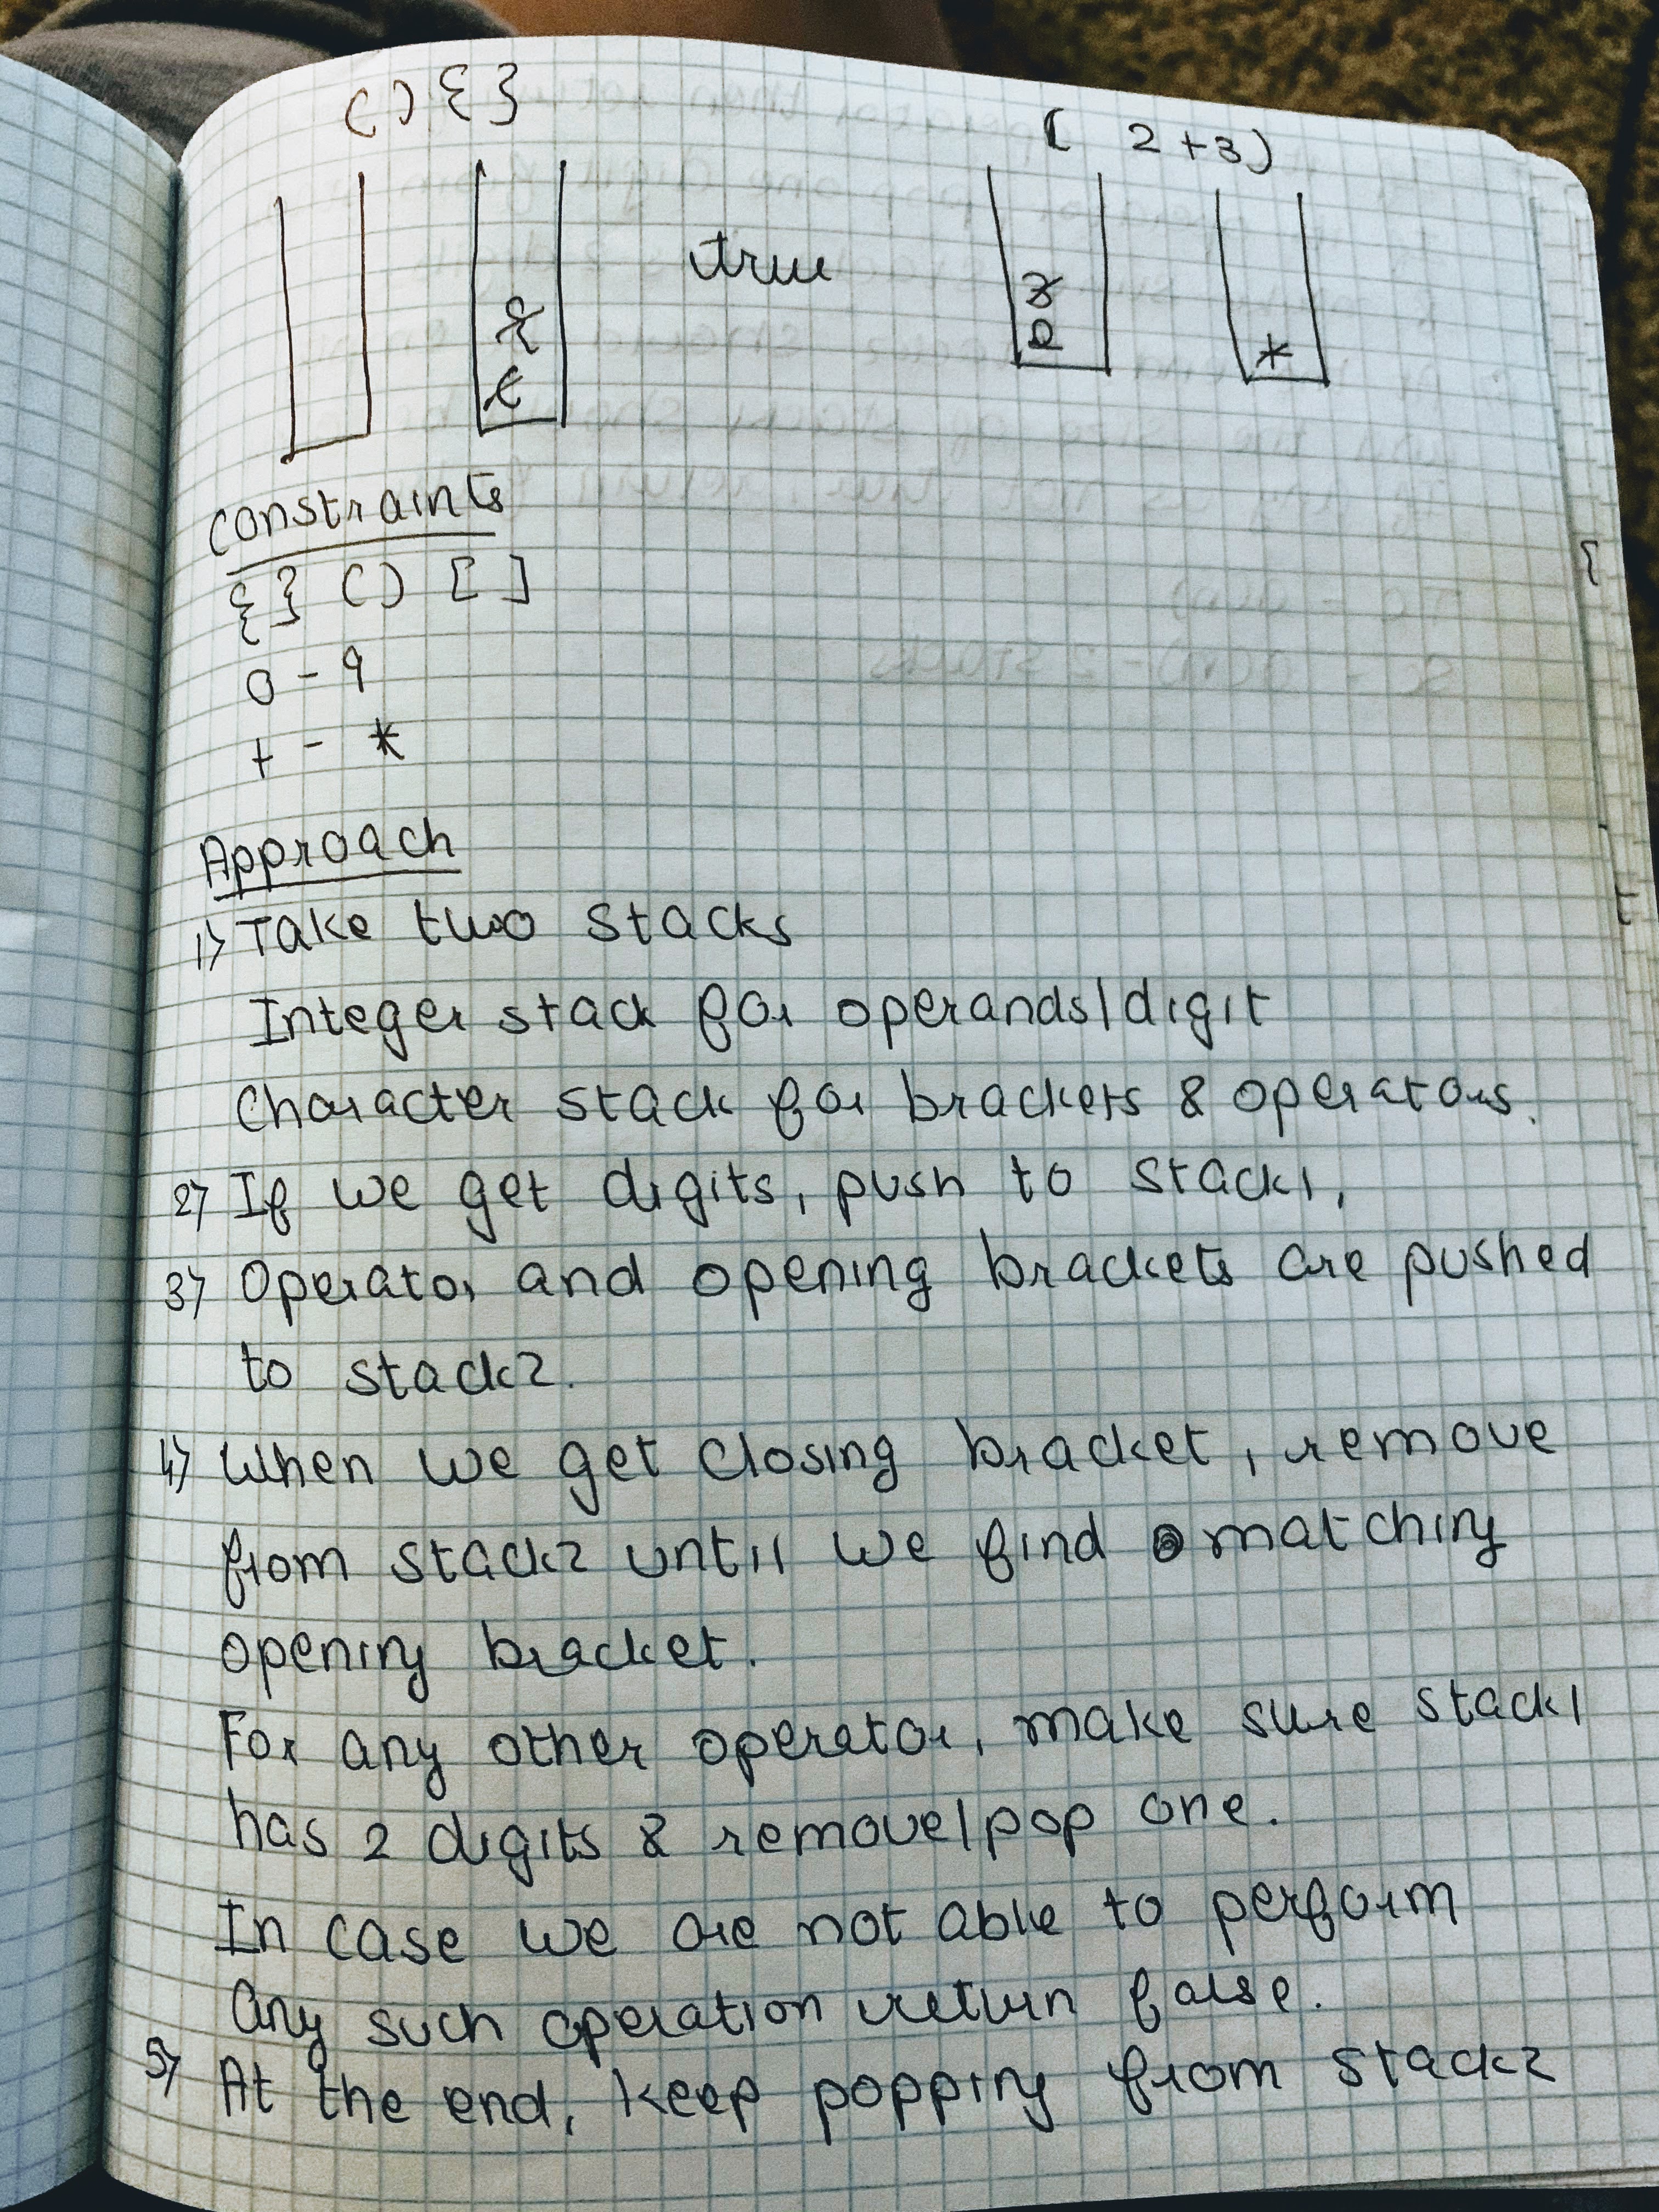 () {}
( 2+3)
true
constraints
{} () [ ]
0 - 9
+ - *
Approach
1) Take two stacks
Integer stack for operands/digit
Character stack for brackets & operators.
2) If we get digits, push to stack1,
3) Operator and opening brackets are pushed
to stack2.
4) When we get closing bracket, remove
from stack2 until we find matching
opening bracket.
For any other operator, make sure stack1
has 2 digits & remove/pop one.
In case we are not able to perform
any such operation return false.
5) At the end, keep popping from stack2